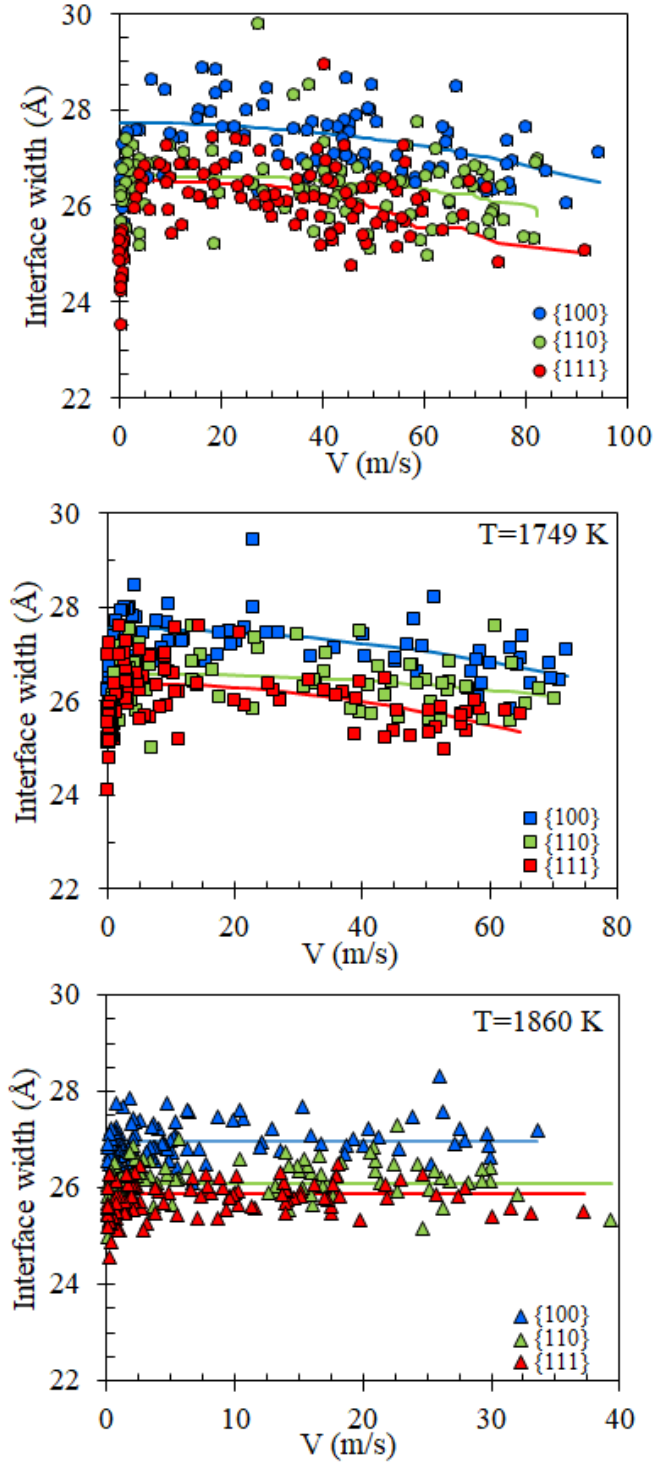 30
28
26
24
22
Interface width (Å)
0 20 40 60 80 100
V (m/s)
{100}
{110}
{111}
T=1749 K
30
28
26
24
22
Interface width (Å)
0 20 40 60 80
V (m/s)
{100}
{110}
{111}
T=1860 K
30
28
26
24
22
Interface width (Å)
0 10 20 30 40
V (m/s)
{100}
{110}
{111}